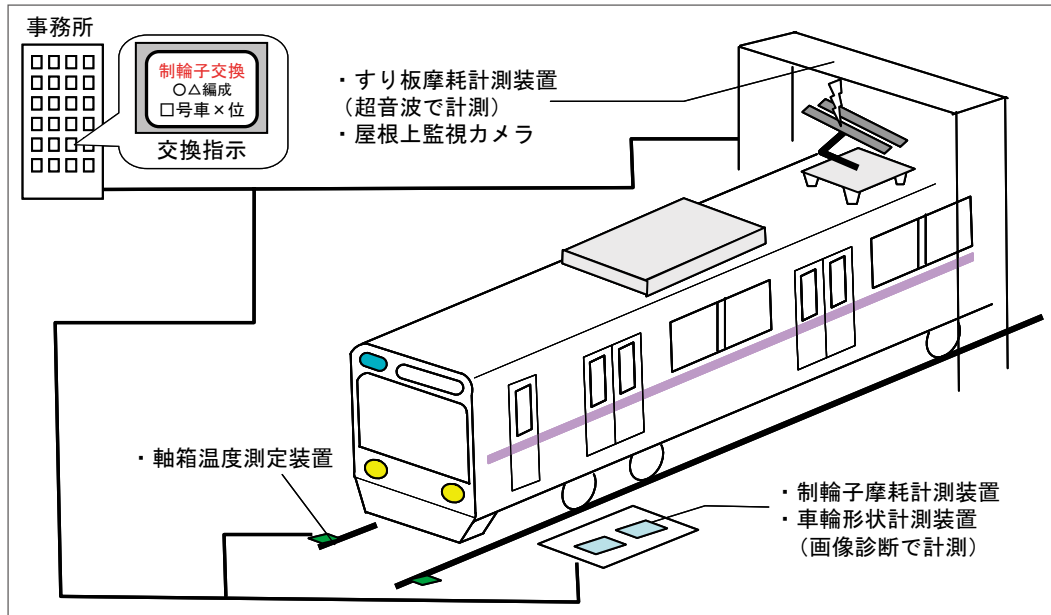 事務所
制輪子交換
○△編成
□号車×位
交換指示
・すり板摩耗計測装置
（超音波で計測）
・屋根上監視カメラ
・軸箱温度測定装置
・制輪子摩耗計測装置
・車輪形状計測装置
（画像診断で計測）